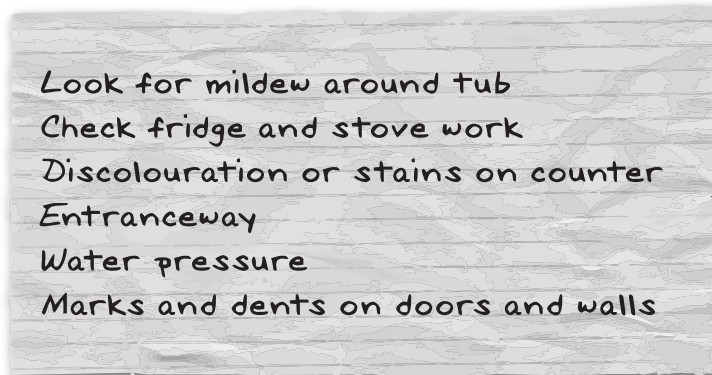 Look for mildew around tub
Check fridge and stove work
Discolouration or stains on counter
Entranceway
Water pressure
Marks and dents on doors and walls